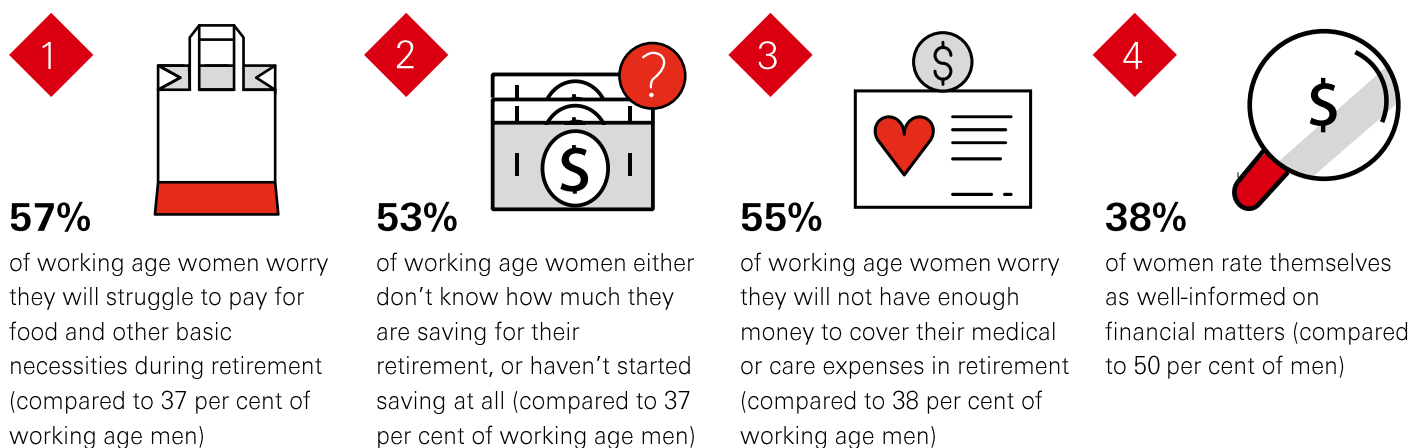 1
57%
of working age women worry
they will struggle to pay for
food and other basic
necessities during retirement
(compared to 37 per cent of
working age men)
2
?
$
53%
of working age women either
don't know how much they
are saving for their
retirement, or haven't started
saving at all (compared to 37
per cent of working age men)
3
$
55%
of working age women worry
they will not have enough
money to cover their medical
or care expenses in retirement
(compared to 38 per cent of
working age men)
4
$
38%
of women rate themselves
as well-informed on
financial matters (compared
to 50 per cent of men)